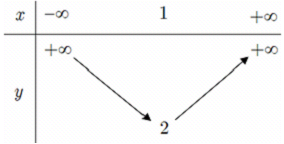 x −∞ 1 +∞
+∞ +∞
y
2